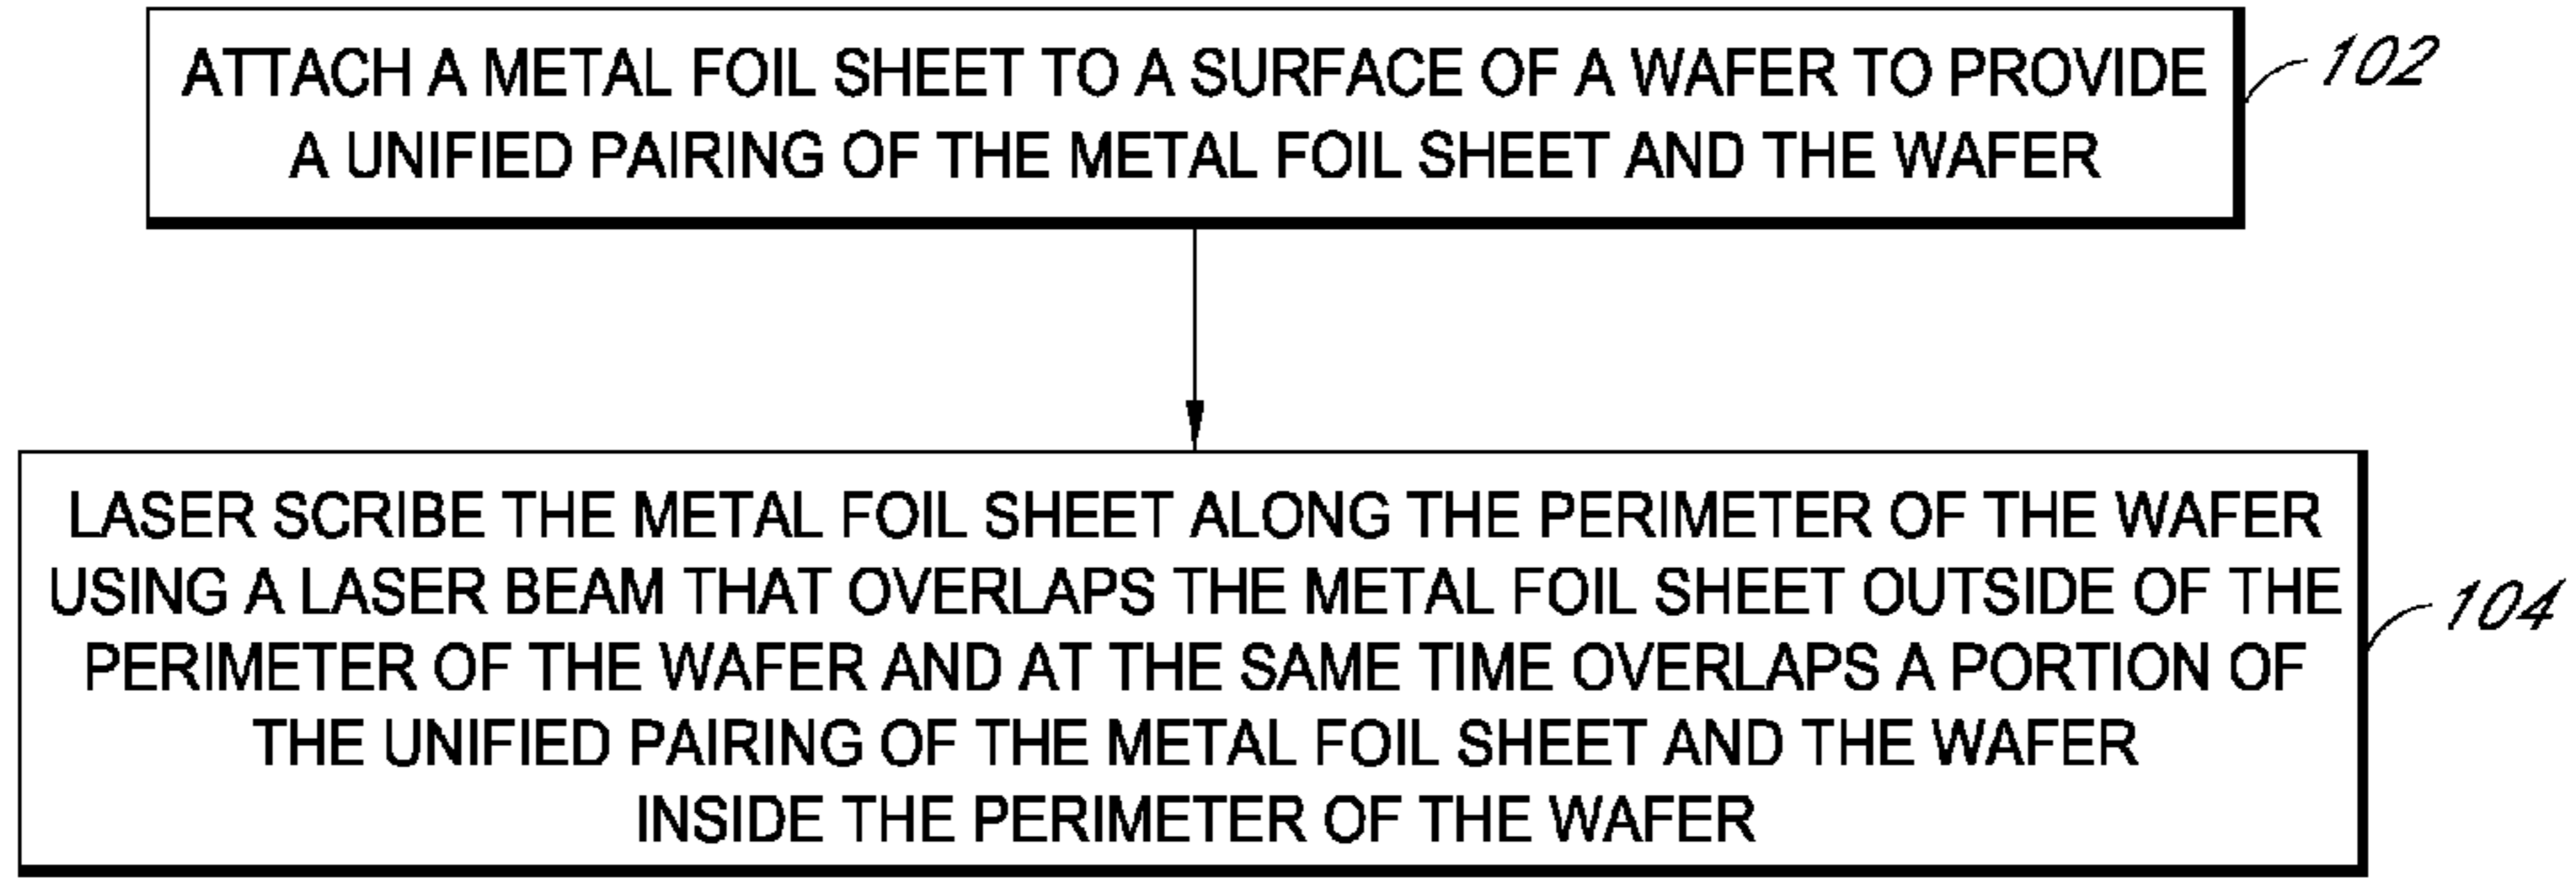 ATTACH A METAL FOIL SHEET TO A SURFACE OF A WAFER TO PROVIDE
A UNIFIED PAIRING OF THE METAL FOIL SHEET AND THE WAFER
102
LASER SCRIBE THE METAL FOIL SHEET ALONG THE PERIMETER OF THE WAFER
USING A LASER BEAM THAT OVERLAPS THE METAL FOIL SHEET OUTSIDE OF THE
PERIMETER OF THE WAFER AND AT THE SAME TIME OVERLAPS A PORTION OF
THE UNIFIED PAIRING OF THE METAL FOIL SHEET AND THE WAFER
INSIDE THE PERIMETER OF THE WAFER
104